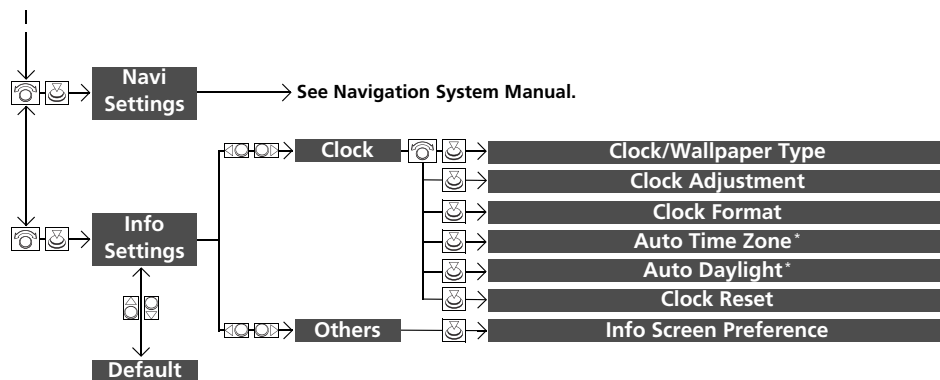 Navi
Settings
See Navigation System Manual.
Clock
Clock/Wallpaper Type
Clock Adjustment
Clock Format
Info
Settings
Auto Time Zone*
Auto Daylight*
Clock Reset
Others
Info Screen Preference
Default